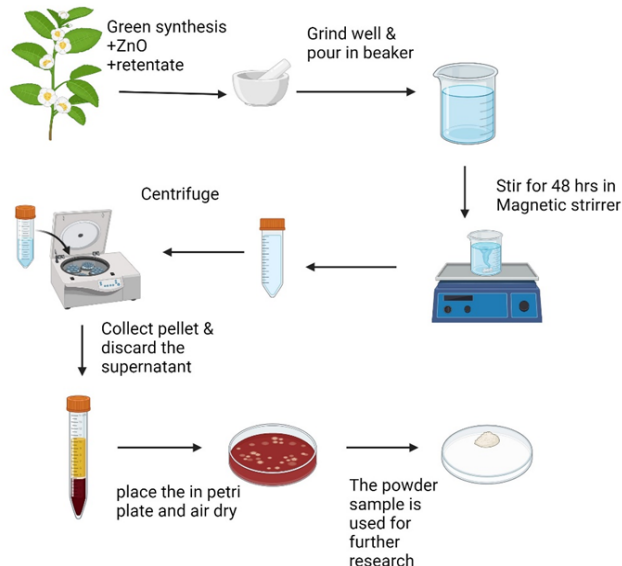 Green synthesis
+ZnO
+retentate
Grind well &
pour in beaker
Stir for 48 hrs in
Magnetic strirrer
Centrifuge
Collect pellet &
discard the
supernatant
place the in petri
plate and air dry
The powder
sample is
used for
further
research